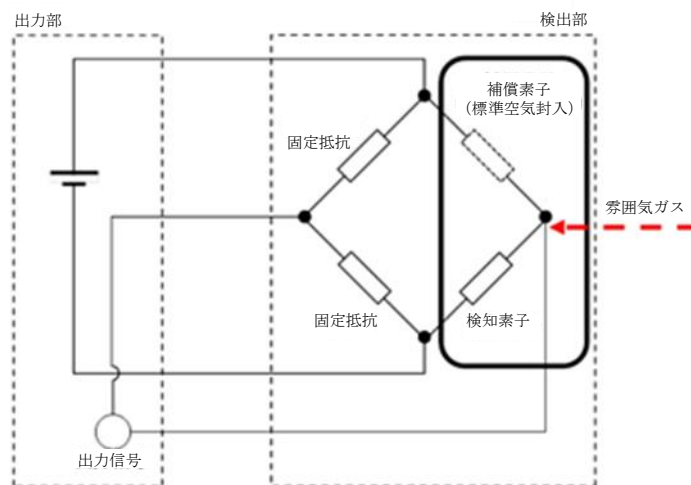 出力部
検出部
補償素子
（標準空気封入）
固定抵抗
雰囲気ガス
固定抵抗
検知素子
出力信号